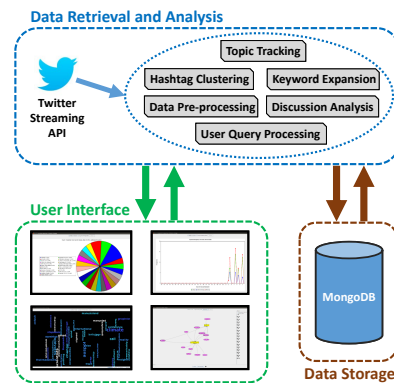 Data Retrieval and Analysis
Topic Tracking
Hashtag Clustering
Keyword Expansion
Twitter
Streaming
API
Data Pre-processing
Discussion Analysis
User Query Processing
User Interface
MongoDB
Data Storage